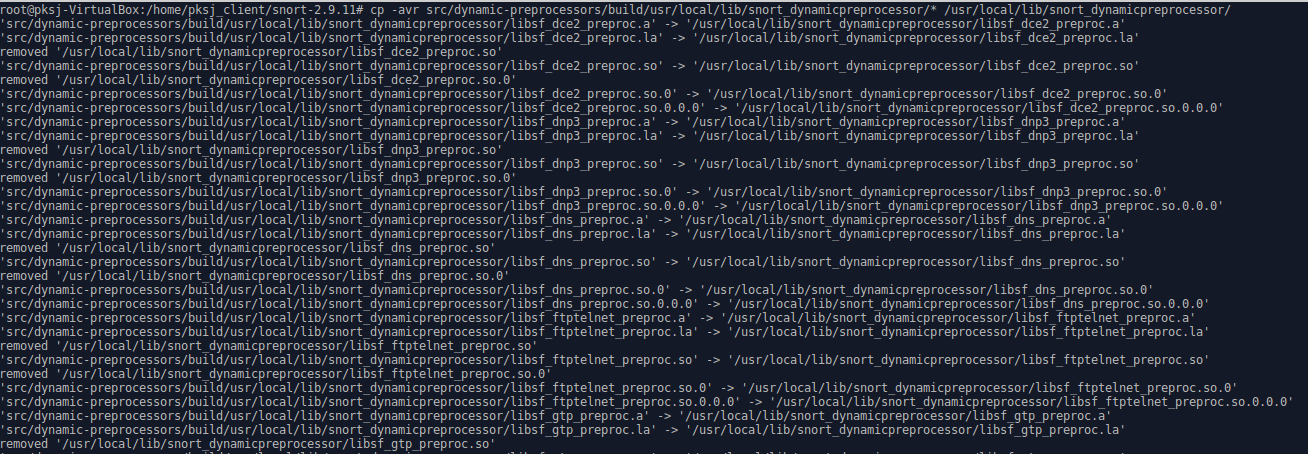 root@pksj-VirtualBox:/home/pksj_client/snort-2.9.11# cp -avr src/dynamic-preprocessors/build/usr/local/lib/snort_dynamicpreprocessor/* /usr/local/lib/snort_dynamicpreprocessor/
'src/dynamic-preprocessors/build/usr/local/lib/snort_dynamicpreprocessor/libsf_dce2_preproc.a' -> '/usr/local/lib/snort_dynamicpreprocessor/libsf_dce2_preproc.a'
'src/dynamic-preprocessors/build/usr/local/lib/snort_dynamicpreprocessor/libsf_dce2_preproc.la' -> '/usr/local/lib/snort_dynamicpreprocessor/libsf_dce2_preproc.la'
removed '/usr/local/lib/snort_dynamicpreprocessor/libsf_dce2_preproc.so'
'src/dynamic-preprocessors/build/usr/local/lib/snort_dynamicpreprocessor/libsf_dce2_preproc.so' -> '/usr/local/lib/snort_dynamicpreprocessor/libsf_dce2_preproc.so'
removed '/usr/local/lib/snort_dynamicpreprocessor/libsf_dce2_preproc.so.0'
'src/dynamic-preprocessors/build/usr/local/lib/snort_dynamicpreprocessor/libsf_dce2_preproc.so.0' -> '/usr/local/lib/snort_dynamicpreprocessor/libsf_dce2_preproc.so.0'
'src/dynamic-preprocessors/build/usr/local/lib/snort_dynamicpreprocessor/libsf_dce2_preproc.so.0.0.0' -> '/usr/local/lib/snort_dynamicpreprocessor/libsf_dce2_preproc.so.0.0.0'
'src/dynamic-preprocessors/build/usr/local/lib/snort_dynamicpreprocessor/libsf_dnp3_preproc.a' -> '/usr/local/lib/snort_dynamicpreprocessor/libsf_dnp3_preproc.a'
'src/dynamic-preprocessors/build/usr/local/lib/snort_dynamicpreprocessor/libsf_dnp3_preproc.la' -> '/usr/local/lib/snort_dynamicpreprocessor/libsf_dnp3_preproc.la'
removed '/usr/local/lib/snort_dynamicpreprocessor/libsf_dnp3_preproc.so'
'src/dynamic-preprocessors/build/usr/local/lib/snort_dynamicpreprocessor/libsf_dnp3_preproc.so' -> '/usr/local/lib/snort_dynamicpreprocessor/libsf_dnp3_preproc.so'
removed '/usr/local/lib/snort_dynamicpreprocessor/libsf_dnp3_preproc.so.0'
'src/dynamic-preprocessors/build/usr/local/lib/snort_dynamicpreprocessor/libsf_dnp3_preproc.so.0' -> '/usr/local/lib/snort_dynamicpreprocessor/libsf_dnp3_preproc.so.0'
'src/dynamic-preprocessors/build/usr/local/lib/snort_dynamicpreprocessor/libsf_dnp3_preproc.so.0.0.0' -> '/usr/local/lib/snort_dynamicpreprocessor/libsf_dnp3_preproc.so.0.0.0'
'src/dynamic-preprocessors/build/usr/local/lib/snort_dynamicpreprocessor/libsf_dns_preproc.a' -> '/usr/local/lib/snort_dynamicpreprocessor/libsf_dns_preproc.a'
'src/dynamic-preprocessors/build/usr/local/lib/snort_dynamicpreprocessor/libsf_dns_preproc.la' -> '/usr/local/lib/snort_dynamicpreprocessor/libsf_dns_preproc.la'
removed '/usr/local/lib/snort_dynamicpreprocessor/libsf_dns_preproc.so'
'src/dynamic-preprocessors/build/usr/local/lib/snort_dynamicpreprocessor/libsf_dns_preproc.so' -> '/usr/local/lib/snort_dynamicpreprocessor/libsf_dns_preproc.so'
removed '/usr/local/lib/snort_dynamicpreprocessor/libsf_dns_preproc.so.0'
'src/dynamic-preprocessors/build/usr/local/lib/snort_dynamicpreprocessor/libsf_dns_preproc.so.0' -> '/usr/local/lib/snort_dynamicpreprocessor/libsf_dns_preproc.so.0'
'src/dynamic-preprocessors/build/usr/local/lib/snort_dynamicpreprocessor/libsf_dns_preproc.so.0.0.0' -> '/usr/local/lib/snort_dynamicpreprocessor/libsf_dns_preproc.so.0.0.0'
'src/dynamic-preprocessors/build/usr/local/lib/snort_dynamicpreprocessor/libsf_ftptelnet_preproc.a' -> '/usr/local/lib/snort_dynamicpreprocessor/libsf_ftptelnet_preproc.a'
'src/dynamic-preprocessors/build/usr/local/lib/snort_dynamicpreprocessor/libsf_ftptelnet_preproc.la' -> '/usr/local/lib/snort_dynamicpreprocessor/libsf_ftptelnet_preproc.la'
removed '/usr/local/lib/snort_dynamicpreprocessor/libsf_ftptelnet_preproc.so'
'src/dynamic-preprocessors/build/usr/local/lib/snort_dynamicpreprocessor/libsf_ftptelnet_preproc.so' -> '/usr/local/lib/snort_dynamicpreprocessor/libsf_ftptelnet_preproc.so'
removed '/usr/local/lib/snort_dynamicpreprocessor/libsf_ftptelnet_preproc.so.0'
'src/dynamic-preprocessors/build/usr/local/lib/snort_dynamicpreprocessor/libsf_ftptelnet_preproc.so.0' -> '/usr/local/lib/snort_dynamicpreprocessor/libsf_ftptelnet_preproc.so.0'
'src/dynamic-preprocessors/build/usr/local/lib/snort_dynamicpreprocessor/libsf_ftptelnet_preproc.so.0.0.0' -> '/usr/local/lib/snort_dynamicpreprocessor/libsf_ftptelnet_preproc.so.0.0.0'
'src/dynamic-preprocessors/build/usr/local/lib/snort_dynamicpreprocessor/libsf_gtp_preproc.a' -> '/usr/local/lib/snort_dynamicpreprocessor/libsf_gtp_preproc.a'
'src/dynamic-preprocessors/build/usr/local/lib/snort_dynamicpreprocessor/libsf_gtp_preproc.la' -> '/usr/local/lib/snort_dynamicpreprocessor/libsf_gtp_preproc.la'
removed '/usr/local/lib/snort_dynamicpreprocessor/libsf_gtp_preproc.so'